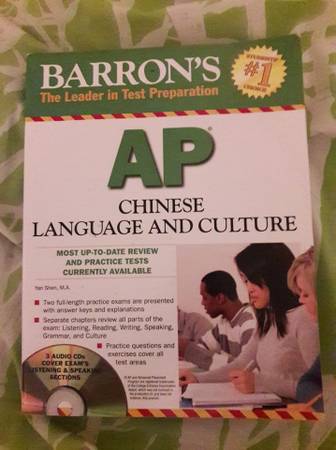 BARRON'S
The Leader in Test Preparation
STUDENTS'
#1
CHOICE
AP®
CHINESE
LANGUAGE AND CULTURE
MOST UP-TO-DATE REVIEW
AND PRACTICE TESTS
CURRENTLY AVAILABLE
Yan Shen, M.A.
• Two full-length practice exams are presented
with answer keys and explanations
• Separate chapters review all parts of the
exam: Listening, Reading, Writing, Speaking,
Grammar, and Culture
• Practice questions and
exercises cover all
test areas
3 AUDIO CDs
COVER EXAM'S
LISTENING & SPEAKING
SECTIONS